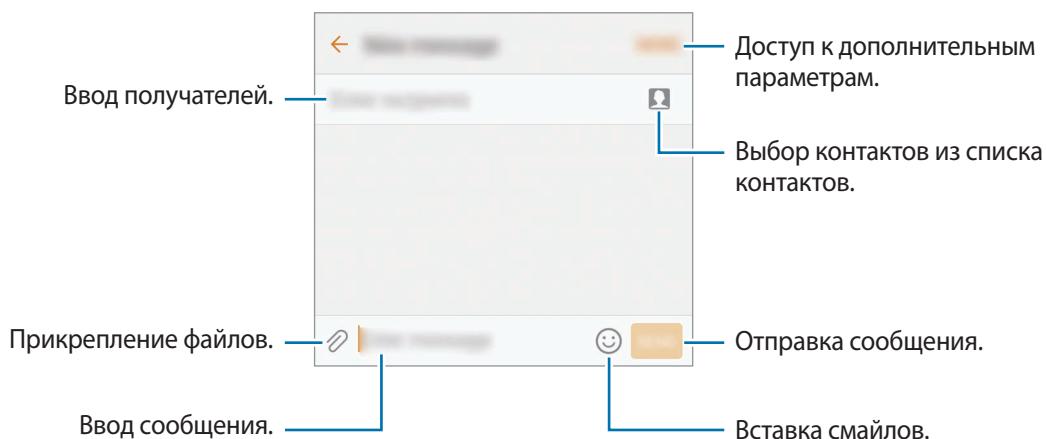 Доступ к дополнительным
параметрам.
Ввод получателей.
Выбор контактов из списка
контактов.
Прикрепление файлов.
Отправка сообщения.
Ввод сообщения.
Вставка смайлов.